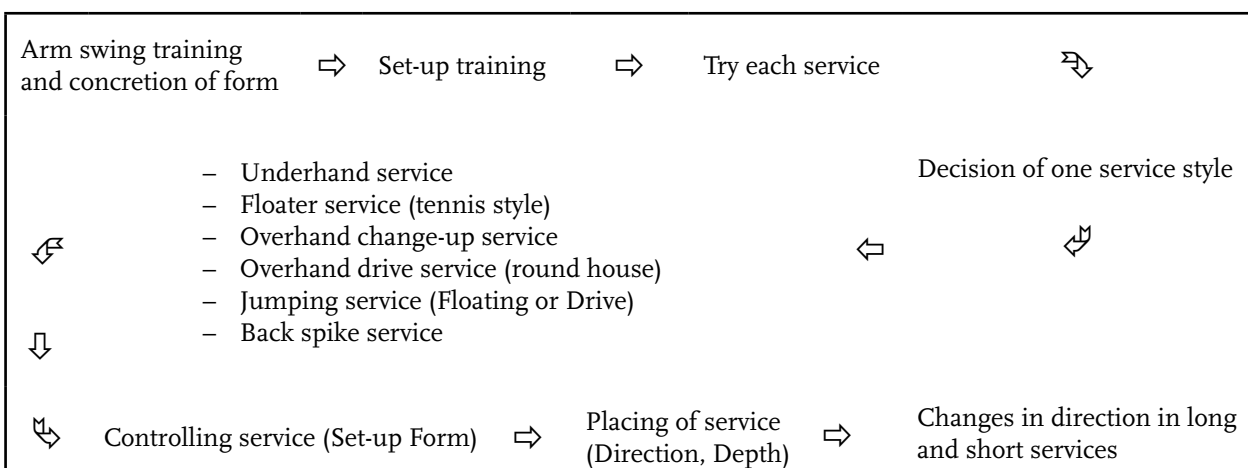 Arm swing training
and concretion of form
Set-up training
Try each service
Decision of one service style
– Underhand service
– Floater service (tennis style)
– Overhand change-up service
– Overhand drive service (round house)
– Jumping service (Floating or Drive)
– Back spike service
Controlling service (Set-up Form)
Placing of service
(Direction, Depth)
Changes in direction in long
and short services